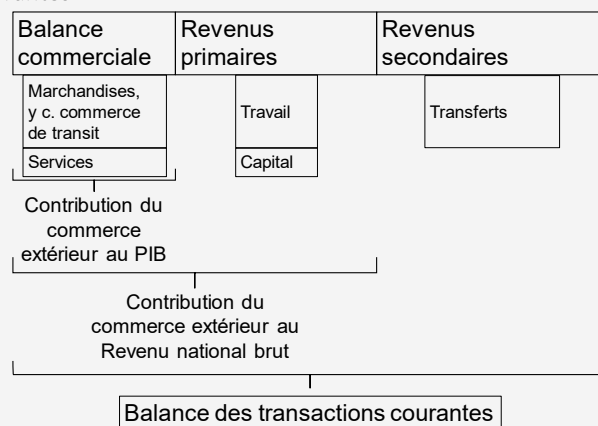 Balance
commerciale
Revenus
primaires
Revenus
secondaires
Marchandises,
y c. commerce
de transit
Travail
Transferts
Services
Capital
Contribution du
commerce
extérieur au PIB
Contribution du
commerce extérieur au
Revenu national brut
Balance des transactions courantes